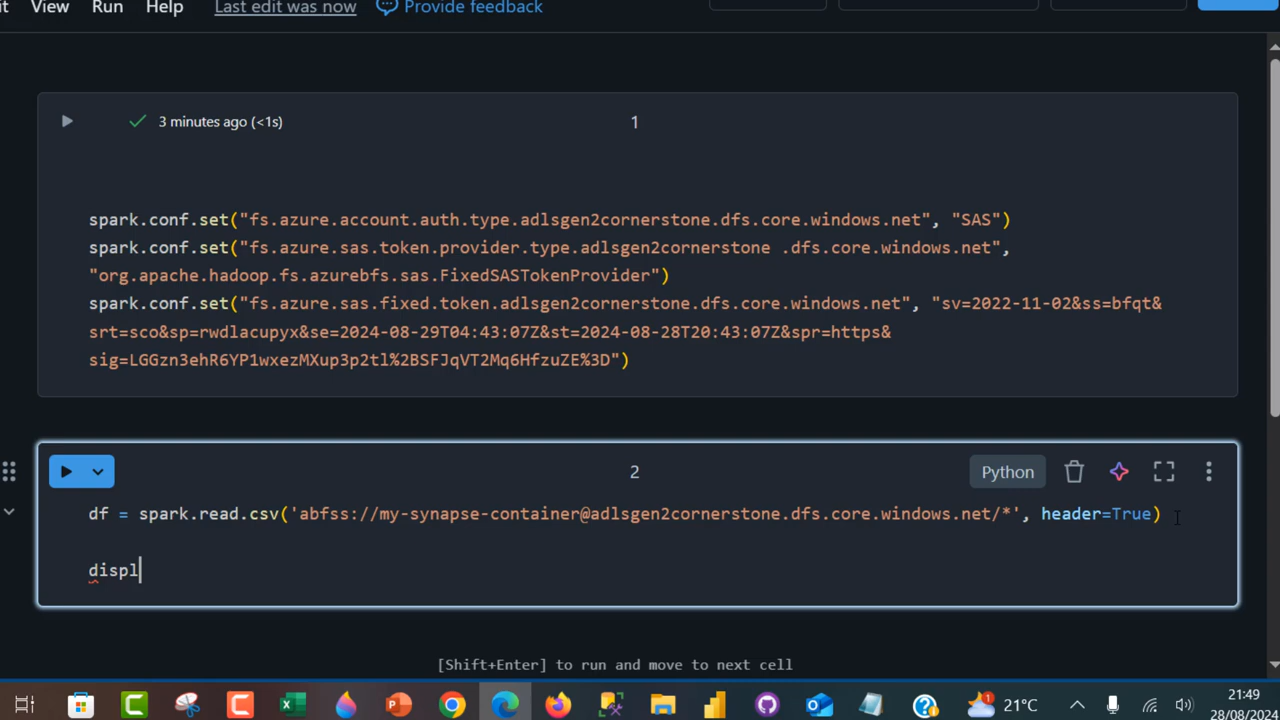 View Run Help Last edit was now Provide feedback
3 minutes ago (<1s)
1
spark.conf.set("fs.azure.account.auth.type.adlsgen2cornerstone.dfs.core.windows.net", "SAS")
spark.conf.set("fs.azure.sas.token.provider.type.adlsgen2cornerstone .dfs.core.windows.net",
"org.apache.hadoop.fs.azurebfs.sas.FixedSASTokenProvider")
spark.conf.set("fs.azure.sas.fixed.token.adlsgen2cornerstone.dfs.core.windows.net", "sv=2022-11-02&ss=bfqt&
srt=sco&sp=rwdlacupyx&se=2024-08-29T04:43:07Z&st=2024-08-28T20:43:07Z&spr=https&
sig=LGGzn3ehR6YP1wxezMXup3p2tl%2BSFJqVT2Mq6HfzuZE%3D")
2
Python
df = spark.read.csv('abfss://my-synapse-container@adlsgen2cornerstone.dfs.core.windows.net/*', header=True)
displ
[Shift+Enter] to run and move to next cell
1
21°C
21:49
28/08/2024